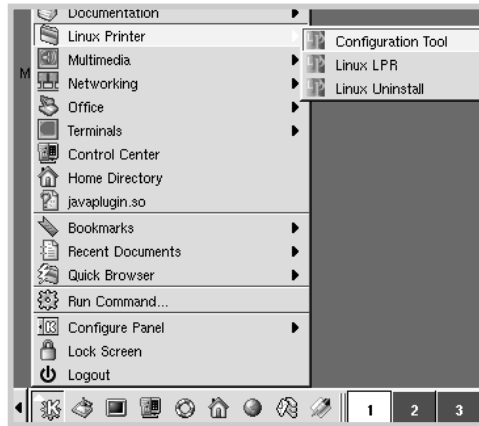 Documentation
Linux Printer
Configuration Tool
M
Multimedia
Linux LPR
Networking
Linux Uninstall
Office
Terminals
Control Center
Home Directory
javaplugin.so
Bookmarks
Recent Documents
Quick Browser
Run Command...
Configure Panel
Lock Screen
Logout
1 2 3